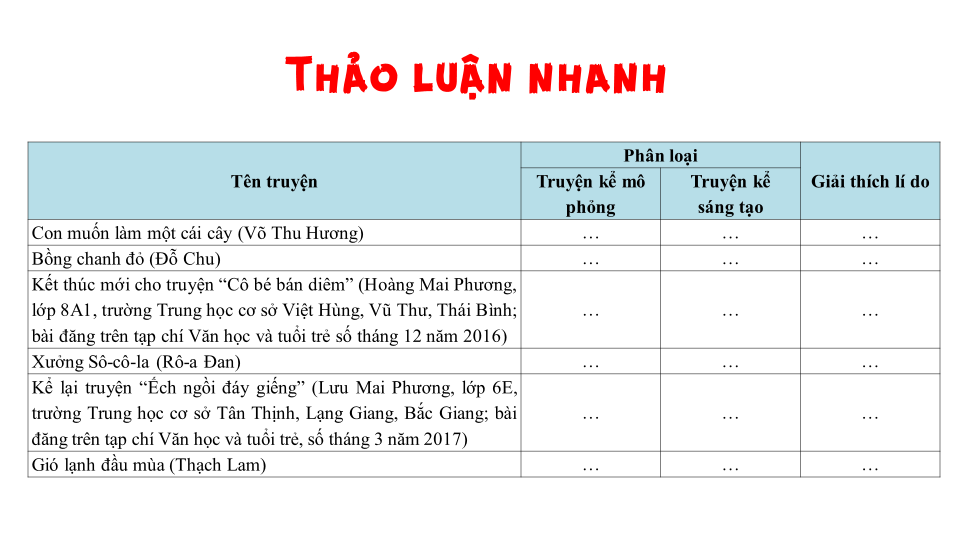 THẢO LUẬN NHANH
Tên truyện
Phân loại
Giải thích lí do
Truyện kể mô
phỏng
Truyện kể
sáng tạo
Con muốn làm một cái cây (Võ Thu Hương)
…
…
…
Bồng chanh đỏ (Đỗ Chu)
…
…
…
Kết thúc mới cho truyện “Cô bé bán diêm” (Hoàng Mai Phương,
lớp 8A1, trường Trung học cơ sở Việt Hùng, Vũ Thư, Thái Bình;
bài đăng trên tạp chí Văn học và tuổi trẻ số tháng 12 năm 2016)
…
…
…
Xưởng Sô-cô-la (Rô-a Đan)
…
…
…
Kể lại truyện “Ếch ngồi đáy giếng” (Lưu Mai Phương, lớp 6E,
trường Trung học cơ sở Tân Thịnh, Lạng Giang, Bắc Giang; bài
đăng trên tạp chí Văn học và tuổi trẻ, số tháng 3 năm 2017)
…
…
…
Gió lạnh đầu mùa (Thạch Lam)
…
…
…